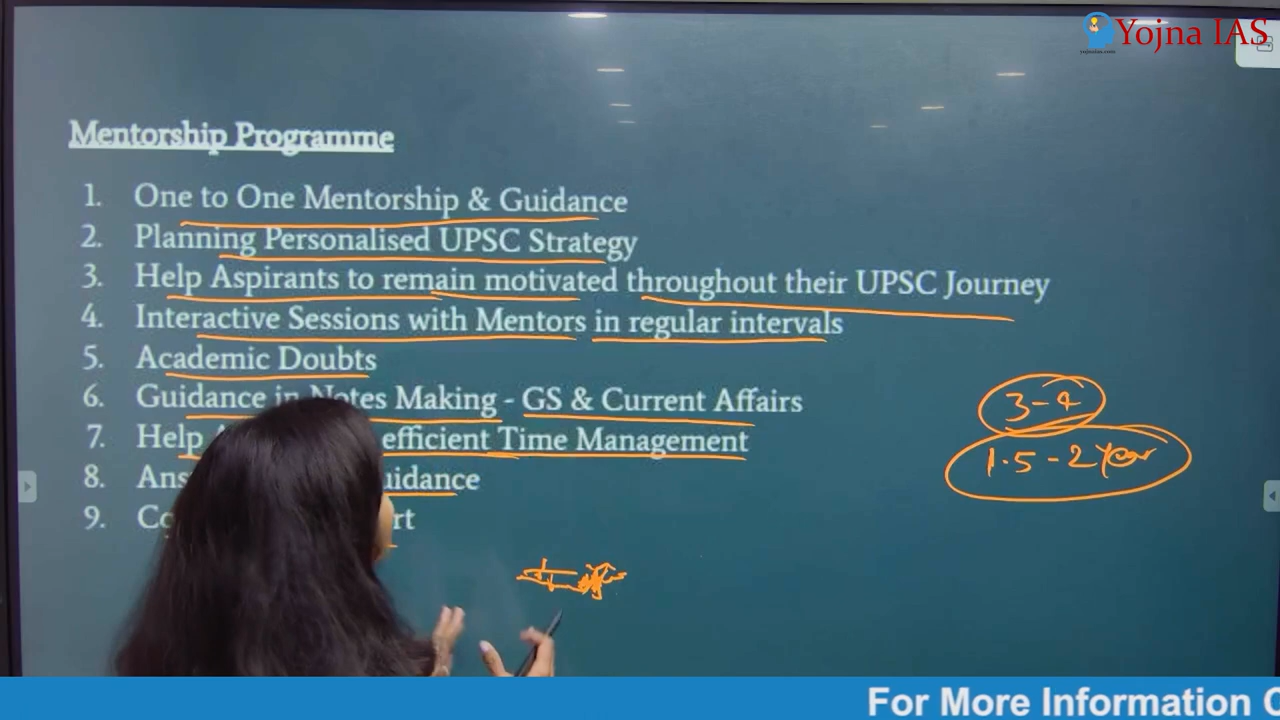 Yojna IAS
yojnaias.com
Mentorship Programme
1. One to One Mentorship & Guidance
2. Planning Personalised UPSC Strategy
3. Help Aspirants to remain motivated throughout their UPSC Journey
4. Interactive Sessions with Mentors in regular intervals
5. Academic Doubts
6. Guidance in Notes Making - GS & Current Affairs
7. Help efficient Time Management
8.
9.
3-4
1.5-2 Year
For More Information